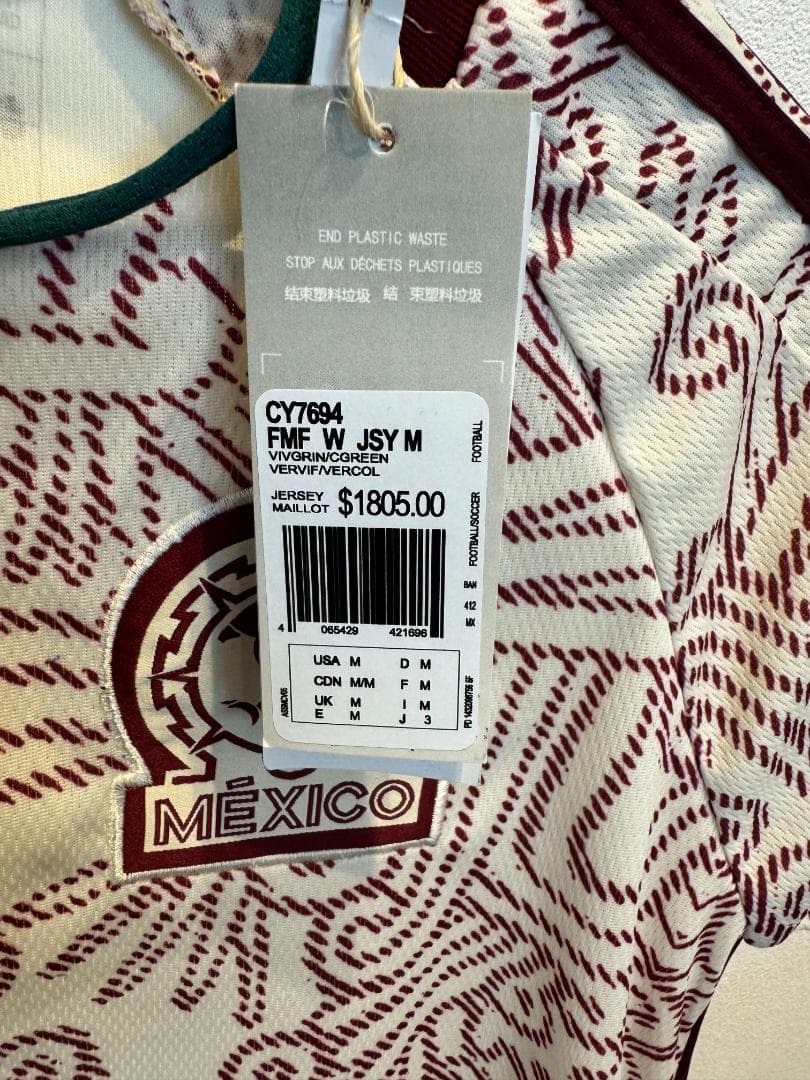 END PLASTIC WASTE
STOP AUX DÉCHETS PLASTIQUES
结束塑料垃圾 结 束塑料垃圾
CY7694
FMF W JSY M
VIVGRN/CGREEN
VERVIF/VERCOL
JERSEY
MAILLOT $1805.00
FOOTBALL
FOOTBALL/SOCCER
BAN
412
MX
4 065429 421696
USA M D M
CDN M/M F M
UK M I M
E M J 3
MÉXICO